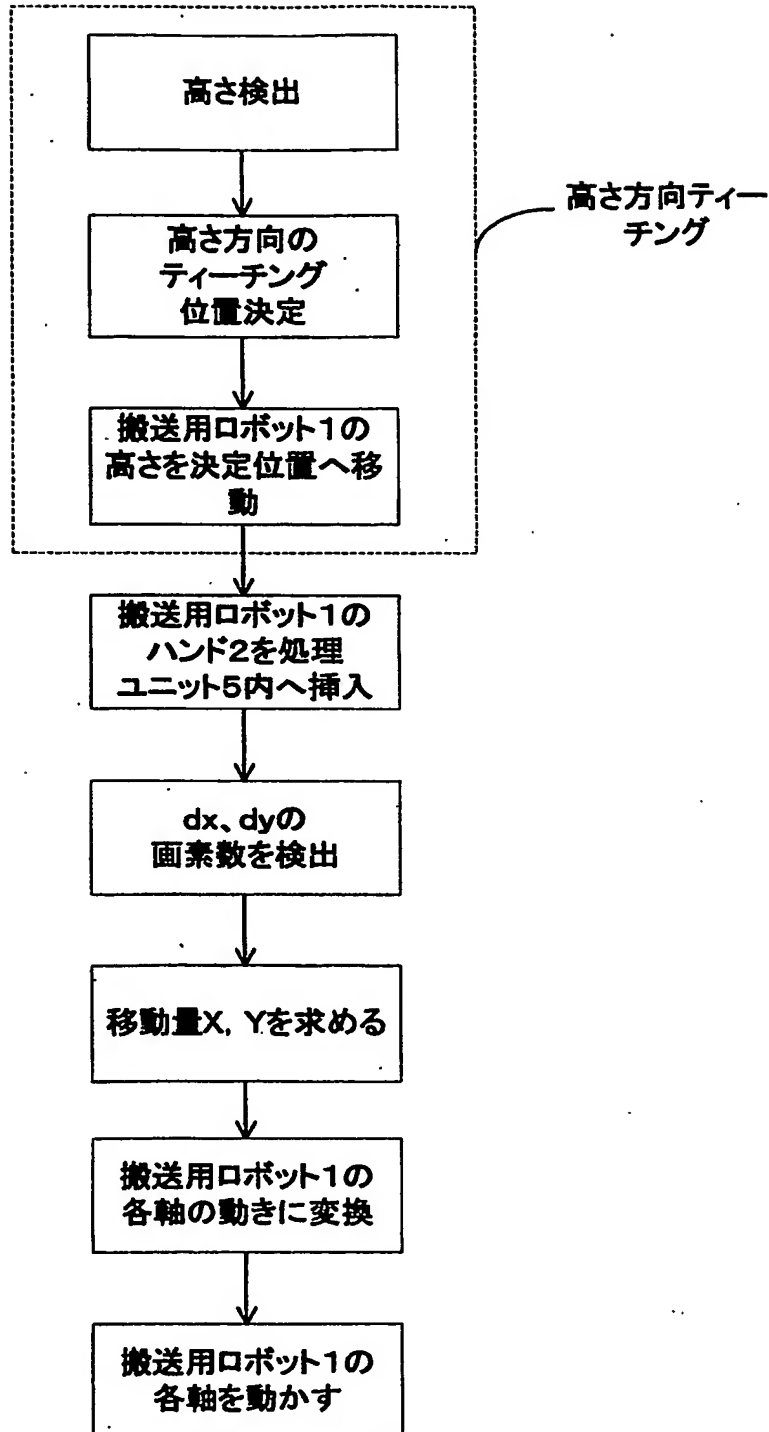 高さ検出
高さ方向の
ティーチング
位置決定
搬送用ロボット1の
高さを決定位置へ移
動
高さ方向ティー
チング
搬送用ロボット1の
ハンド2を処理
ユニット5内へ挿入
dx、dyの
画素数を検出
移動量X, Yを求める
搬送用ロボット1の
各軸の動きに変換
搬送用ロボット1の
各軸を動かす